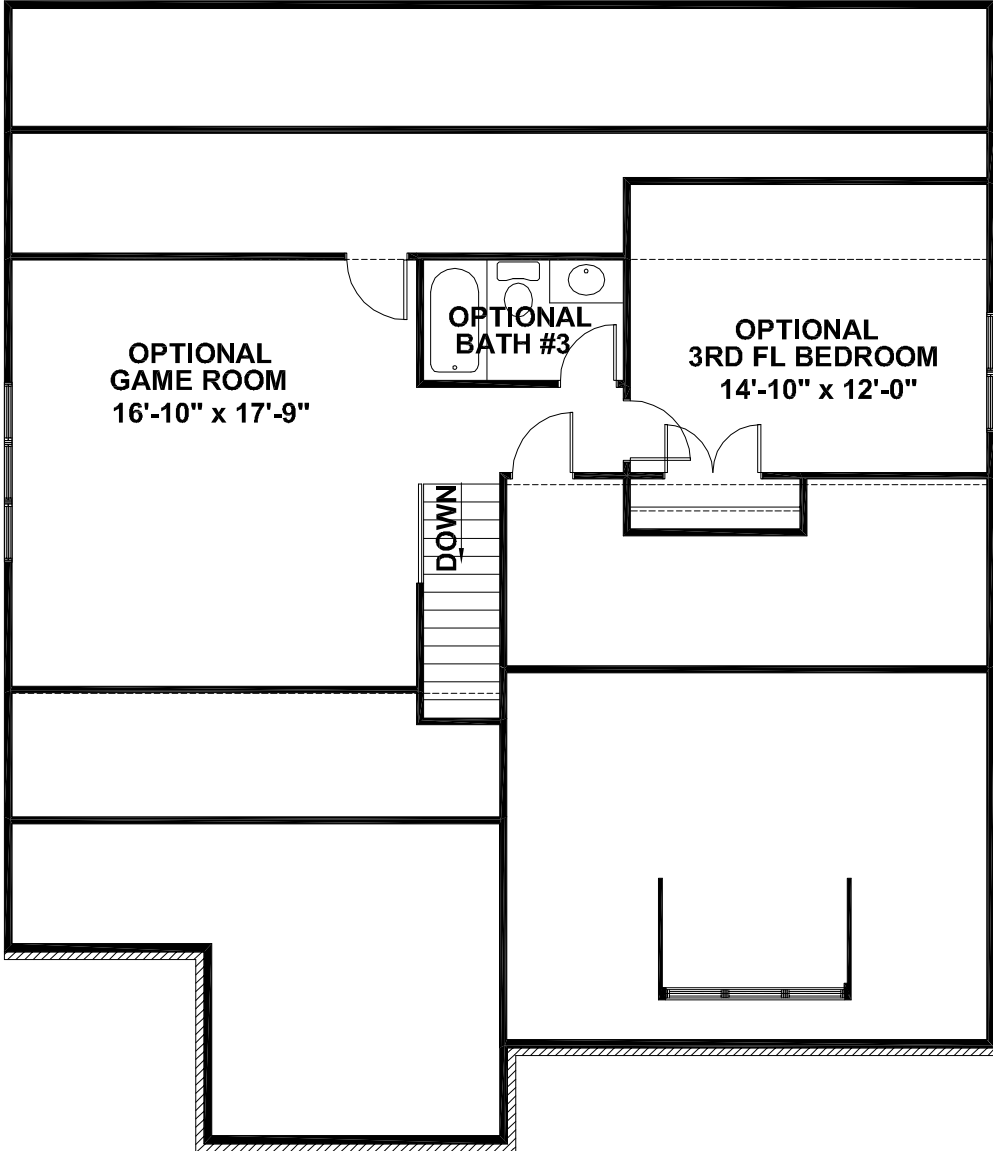 OPTIONAL
GAME ROOM
16'-10" x 17'-9"
OPTIONAL
BATH #3
OPTIONAL
3RD FL BEDROOM
14'-10" x 12'-0"
DOWN